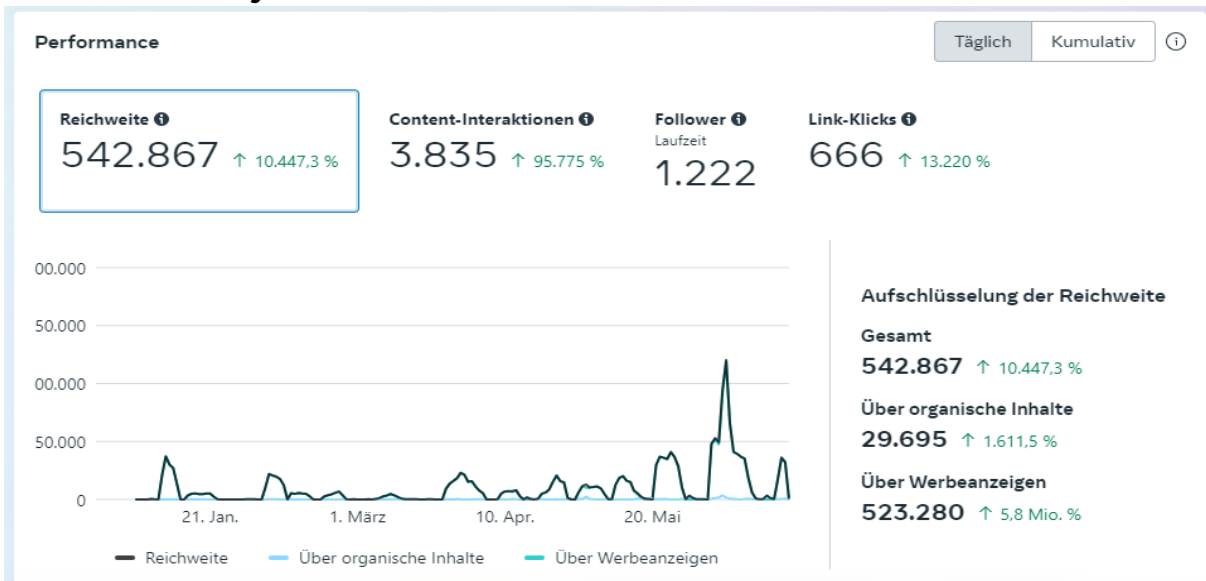 Performance
Täglich
Kumulativ
Reichweite
542.867 ↑ 10.447,3 %
Content-Interaktionen
3.835 ↑ 95.775 %
Follower
Laufzeit
1.222
Link-Klicks
666 ↑ 13.220 %
00.000
50.000
00.000
50.000
0
21. Jan.
1. März
10. Apr.
20. Mai
Reichweite
Über organische Inhalte
Über Werbeanzeigen
Aufschlüsselung der Reichweite
Gesamt
542.867 ↑ 10.447,3 %
Über organische Inhalte
29.695 ↑ 1.611,5 %
Über Werbeanzeigen
523.280 ↑ 5,8 Mio. %